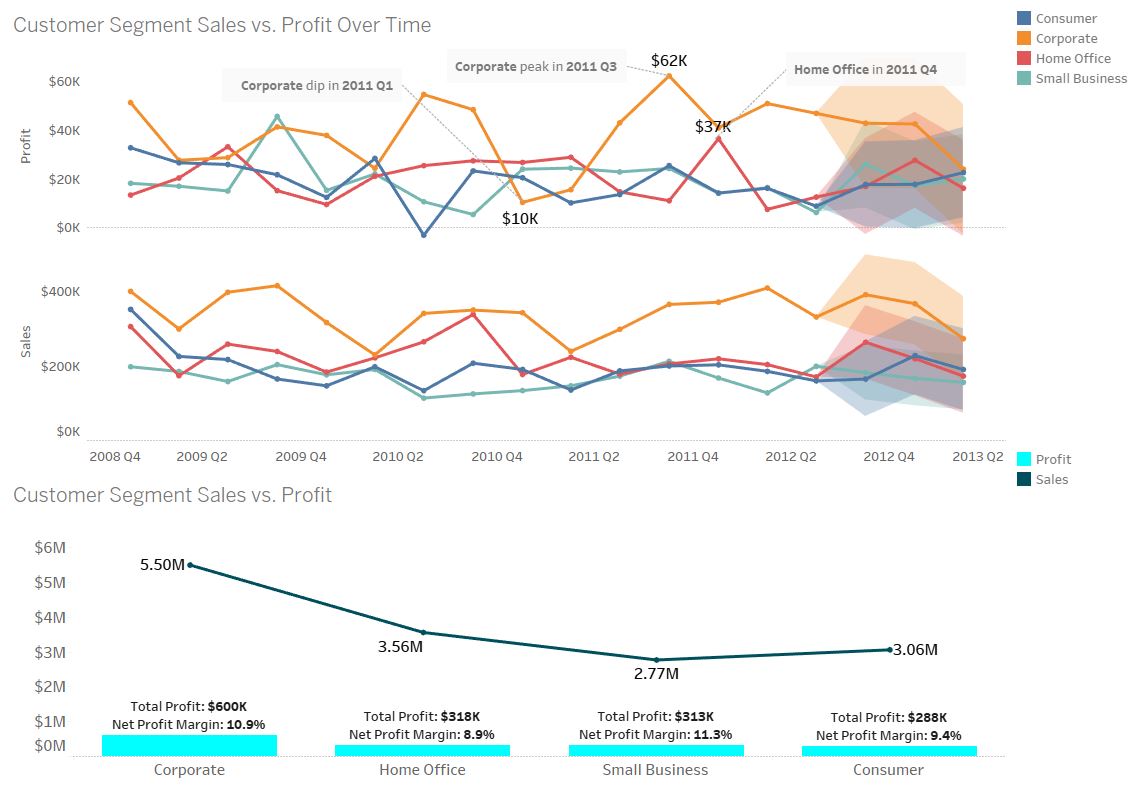 Customer Segment Sales vs. Profit Over Time
Consumer
Corporate
Home Office
Small Business
Corporate dip in 2011 Q1
Corporate peak in 2011 Q3
$62K
Home Office in 2011 Q4
$37K
$10K
Profit
$60K
$40K
$20K
$0K
Sales
$400K
$200K
$0K
2008 Q4 2009 Q2 2009 Q4 2010 Q2 2010 Q4 2011 Q2 2011 Q4 2012 Q2 2012 Q4 2013 Q2
Profit
Sales
Customer Segment Sales vs. Profit
$6M
$5M
$4M
$3M
$2M
$1M
$0M
5.50M
3.56M
2.77M
3.06M
Total Profit: $600K
Net Profit Margin: 10.9%
Total Profit: $318K
Net Profit Margin: 8.9%
Total Profit: $313K
Net Profit Margin: 11.3%
Total Profit: $288K
Net Profit Margin: 9.4%
Corporate Home Office Small Business Consumer